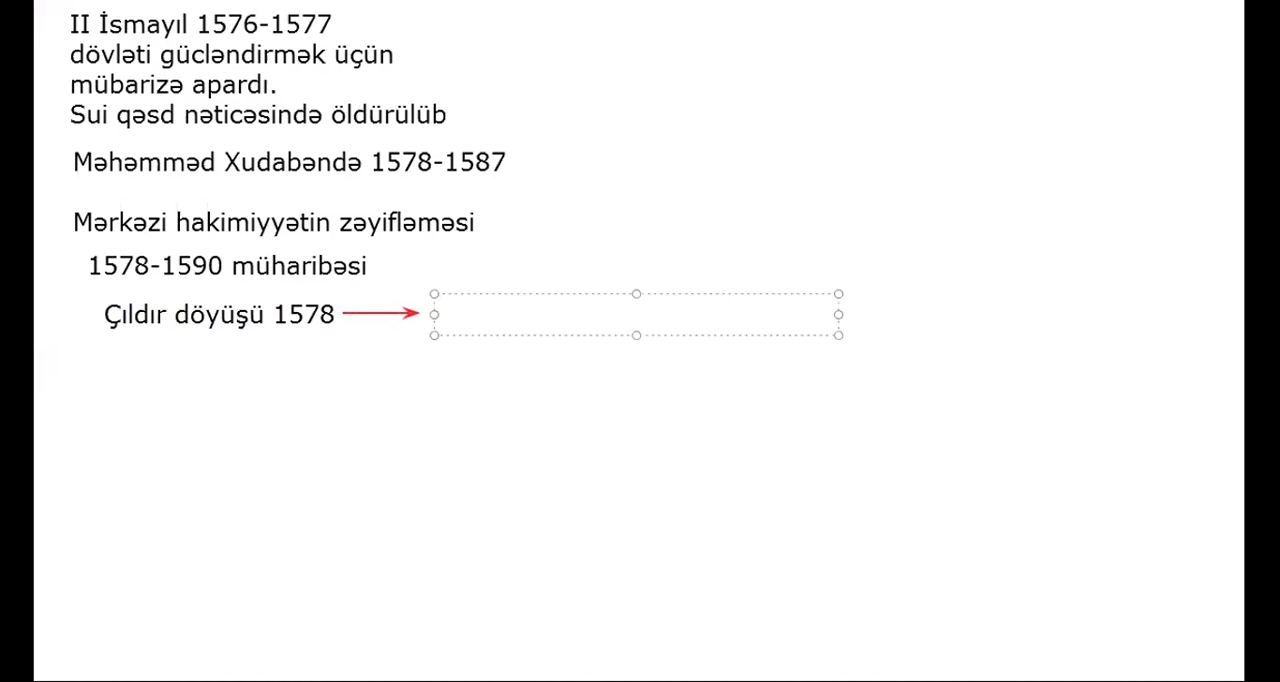 II İsmayıl 1576-1577
dövləti gücləndirmək üçün
mübarizə apardı.
Sui qəsd nəticəsində öldürülüb
Məhəmməd Xudabəndə 1578-1587
Mərkəzi hakimiyyətin zəyifləməsi
1578-1590 müharibəsi
Çıldır döyüşü 1578